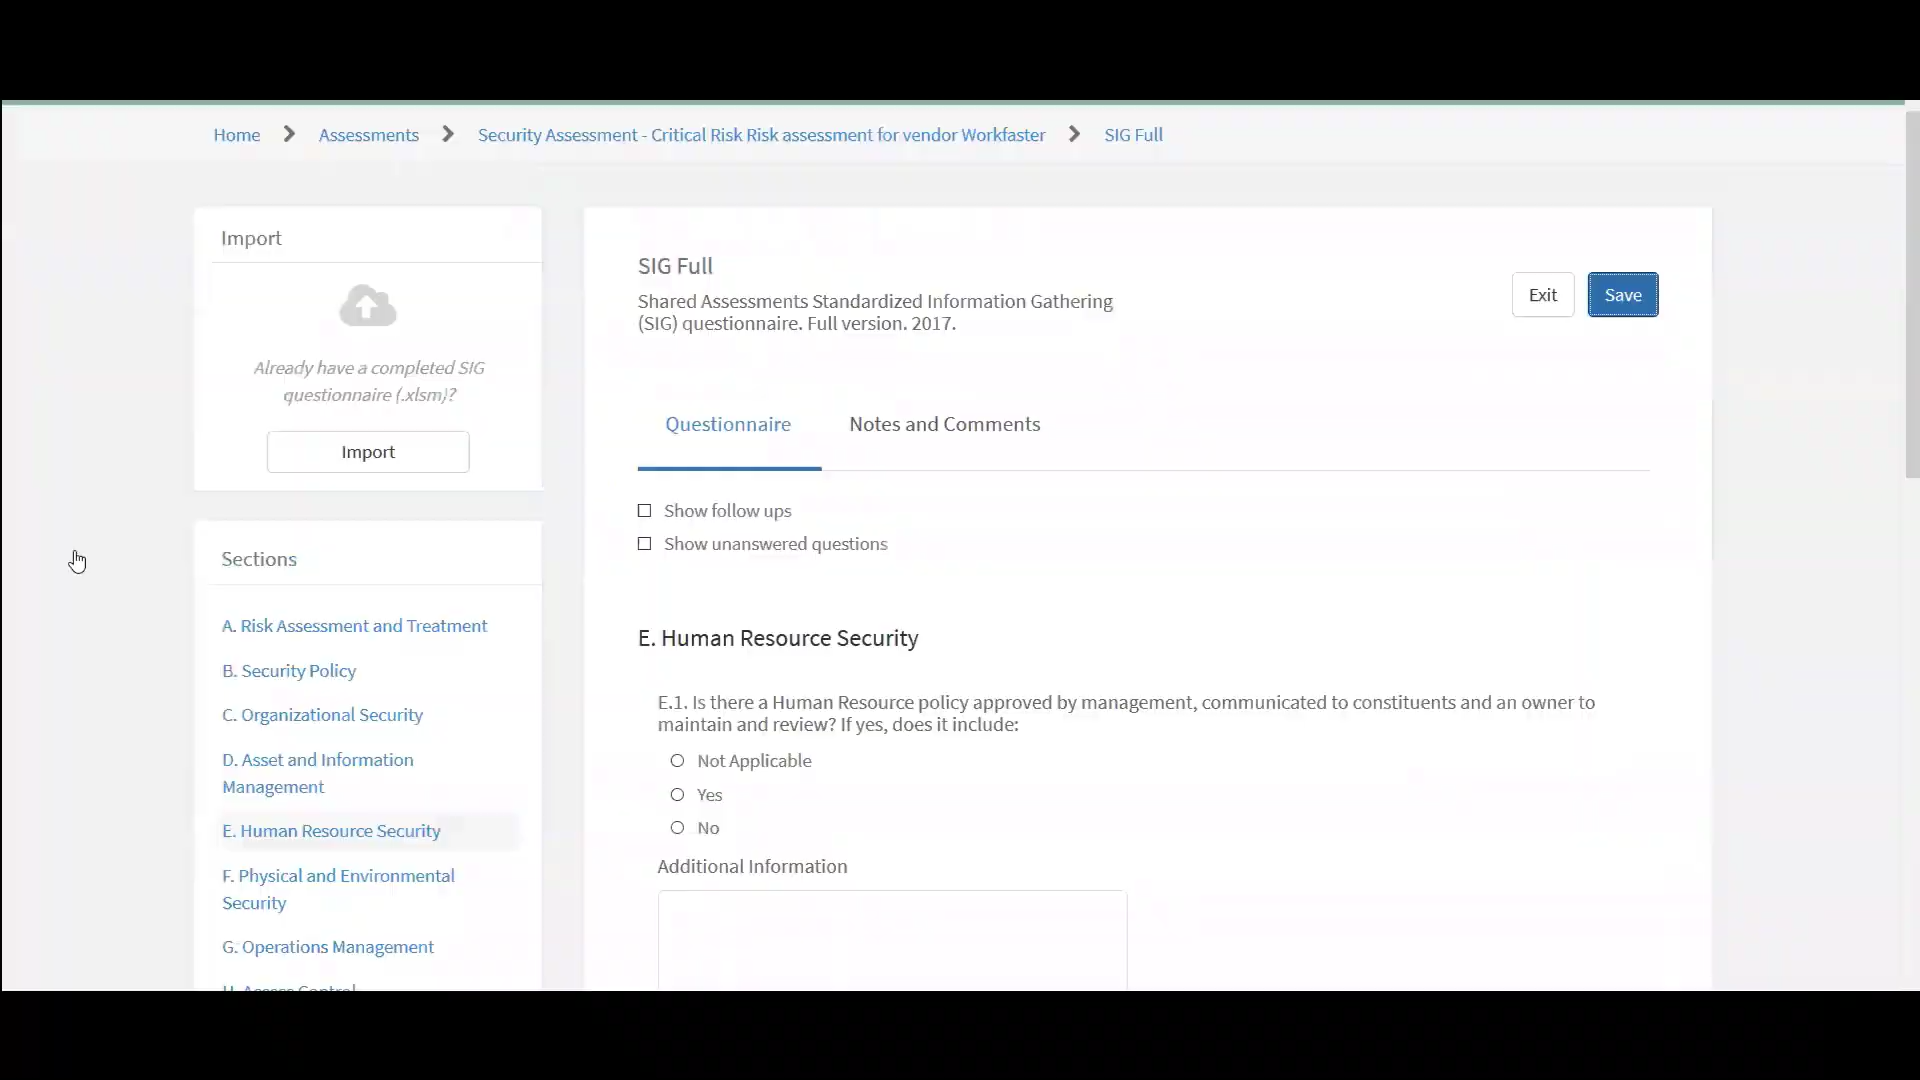 Home Assessments Security Assessment - Critical Risk Risk assessment for vendor Workfaster SIG Full
Import
Already have a completed SIG
questionnaire (.xlsm)?
Import
Sections
A. Risk Assessment and Treatment
B. Security Policy
C. Organizational Security
D. Asset and Information
Management
E. Human Resource Security
F. Physical and Environmental
Security
G. Operations Management
H. Access Control
SIG Full
Shared Assessments Standardized Information Gathering
(SIG) questionnaire. Full version. 2017.
Exit Save
Questionnaire Notes and Comments
Show follow ups
Show unanswered questions
E. Human Resource Security
E.1. Is there a Human Resource policy approved by management, communicated to constituents and an owner to
maintain and review? If yes, does it include:
Not Applicable
Yes
No
Additional Information